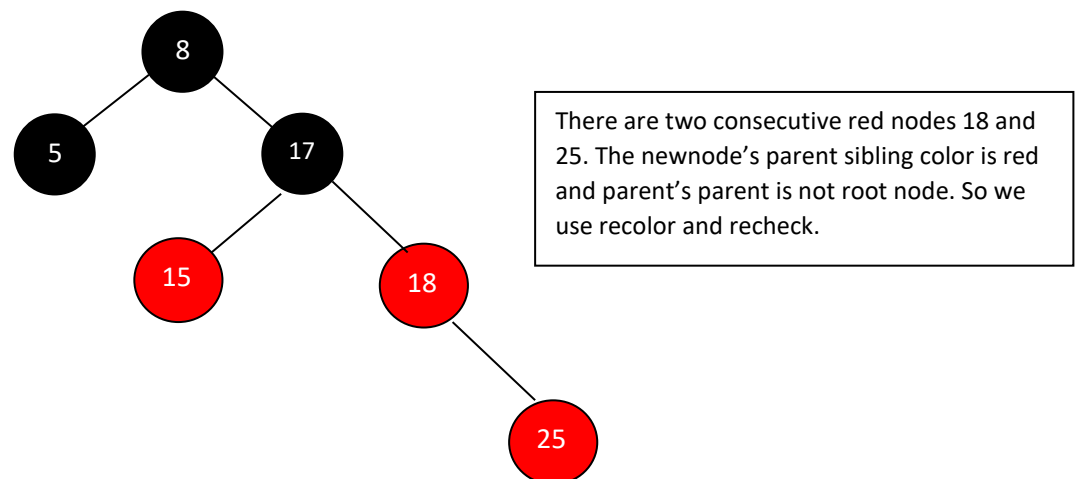 8
5
17
There are two consecutive red nodes 18 and
25. The newnode’s parent sibling color is red
and parent’s parent is not root node. So we
use recolor and recheck.
15
18
25